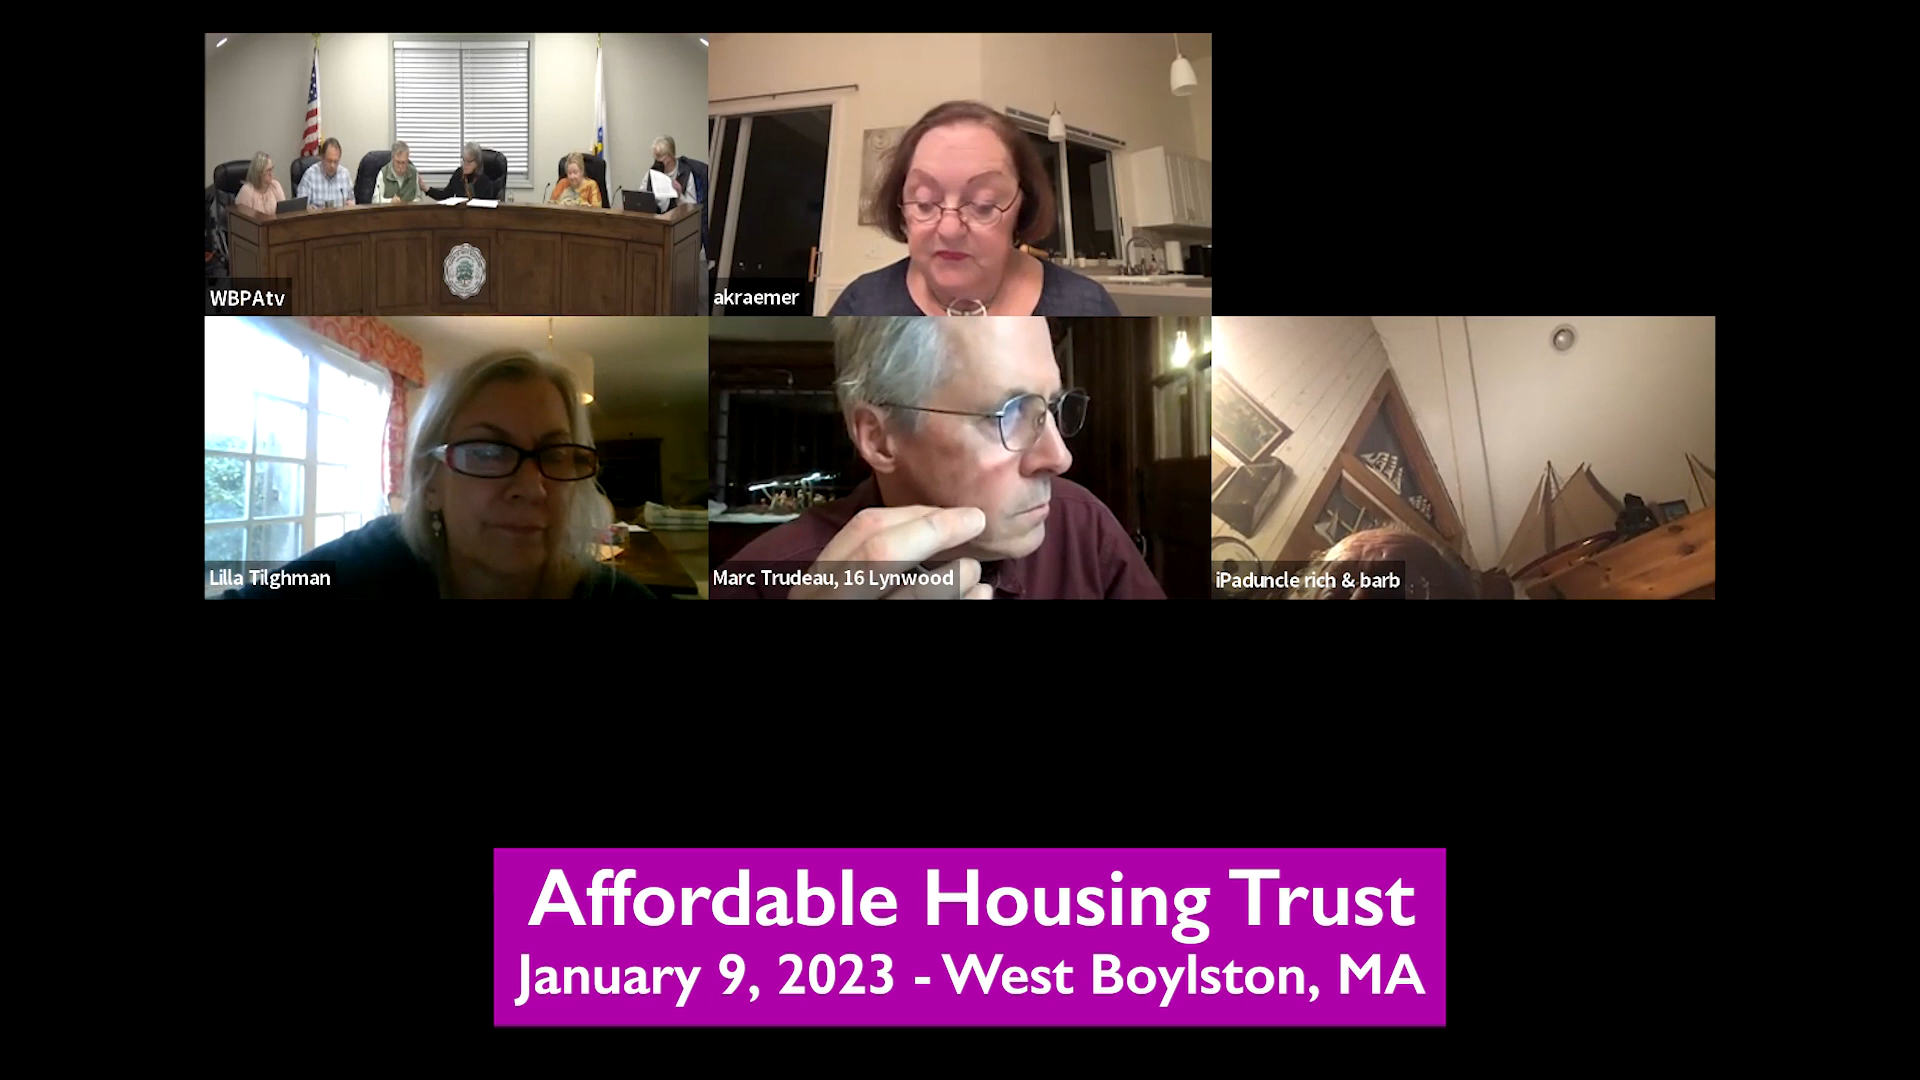 WBPAtv
akraemer
Lilla Tilghman
Marc Trudeau, 16 Lynwood
iPaduncle rich & barb
Affordable Housing Trust
January 9, 2023 - West Boylston, MA